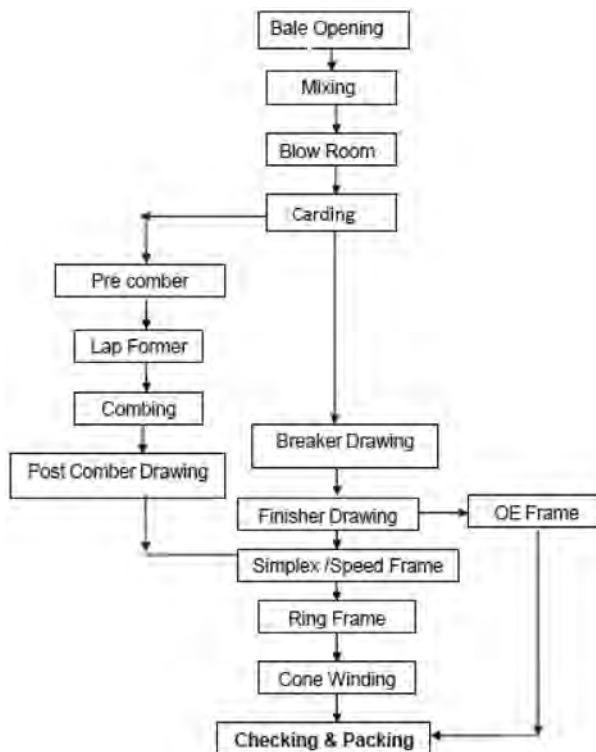 Bale Opening
Mixing
Blow Room
Carding
Pre comber
Lap Former
Combing
Post Comber Drawing
Breaker Drawing
Finisher Drawing
OE Frame
Simplex /Speed Frame
Ring Frame
Cone Winding
Checking & Packing